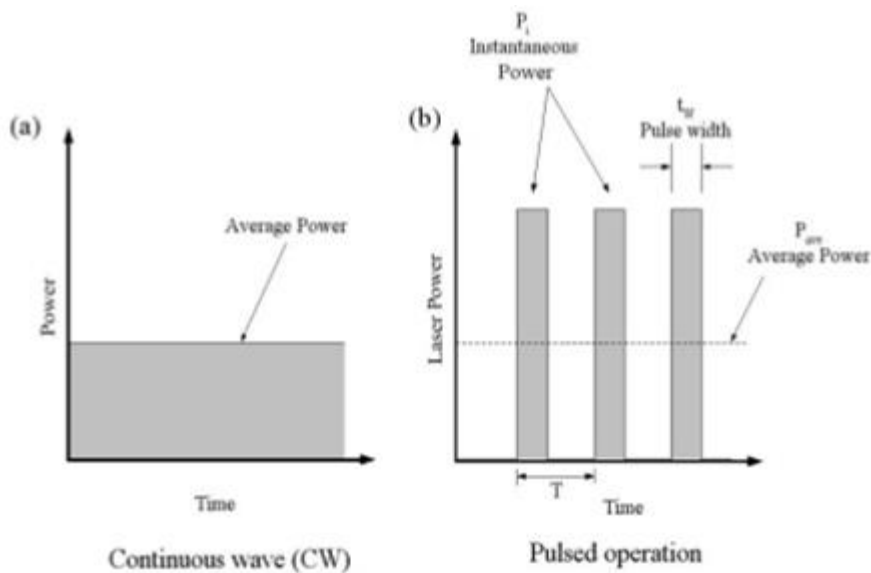 (a)
Power
Average Power
Time
Continuous wave (CW)
(b)
P_i
Instantaneous
Power
t_w
Pulse width
P_ave
Average Power
Laser Power
T
Time
Pulsed operation